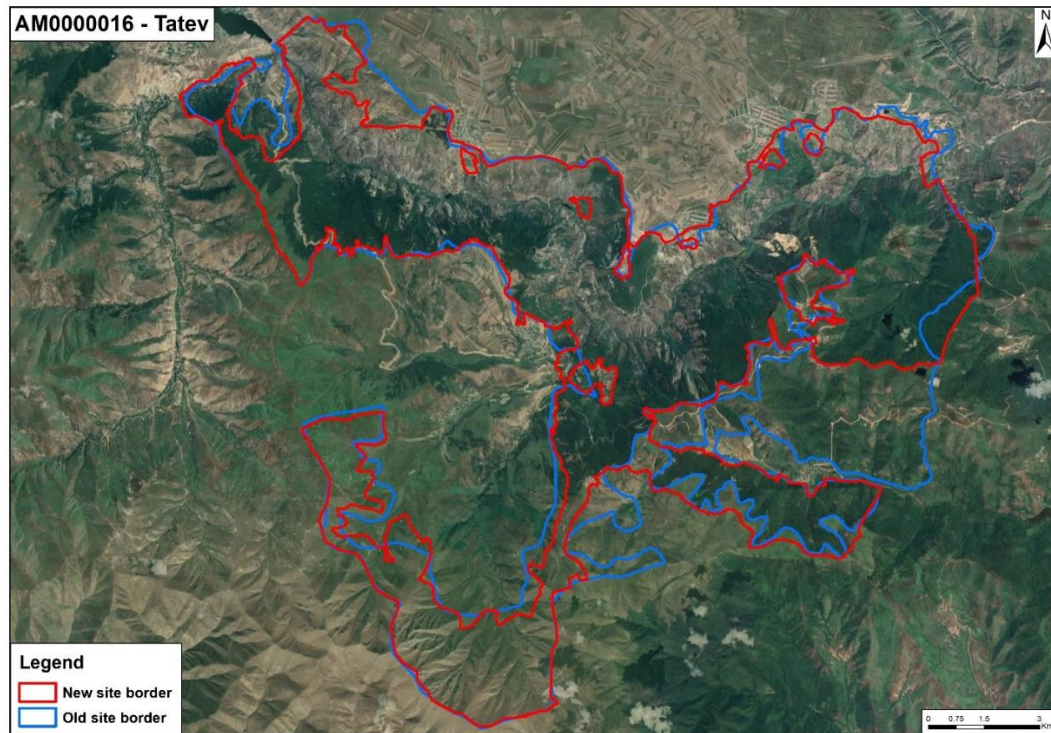 AM0000016 - Tatev
N
Legend
New site border
Old site border
0 0.75 1.5 3
Km